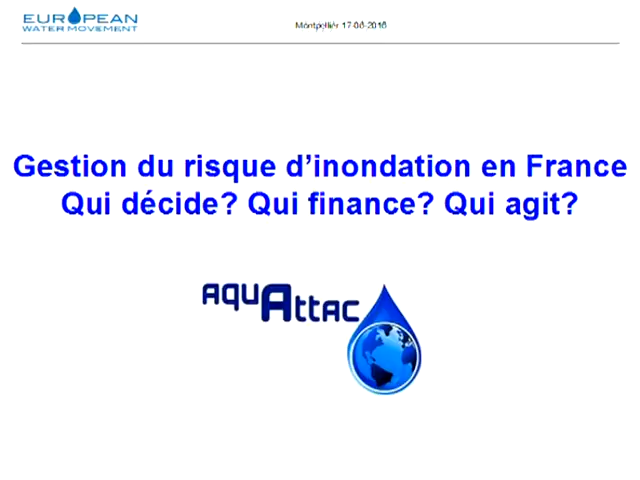 EUROPEAN
WATER MOVEMENT
Montpellier 17-06-2016
Gestion du risque d'inondation en France
Qui décide? Qui finance? Qui agit?
AquAttac